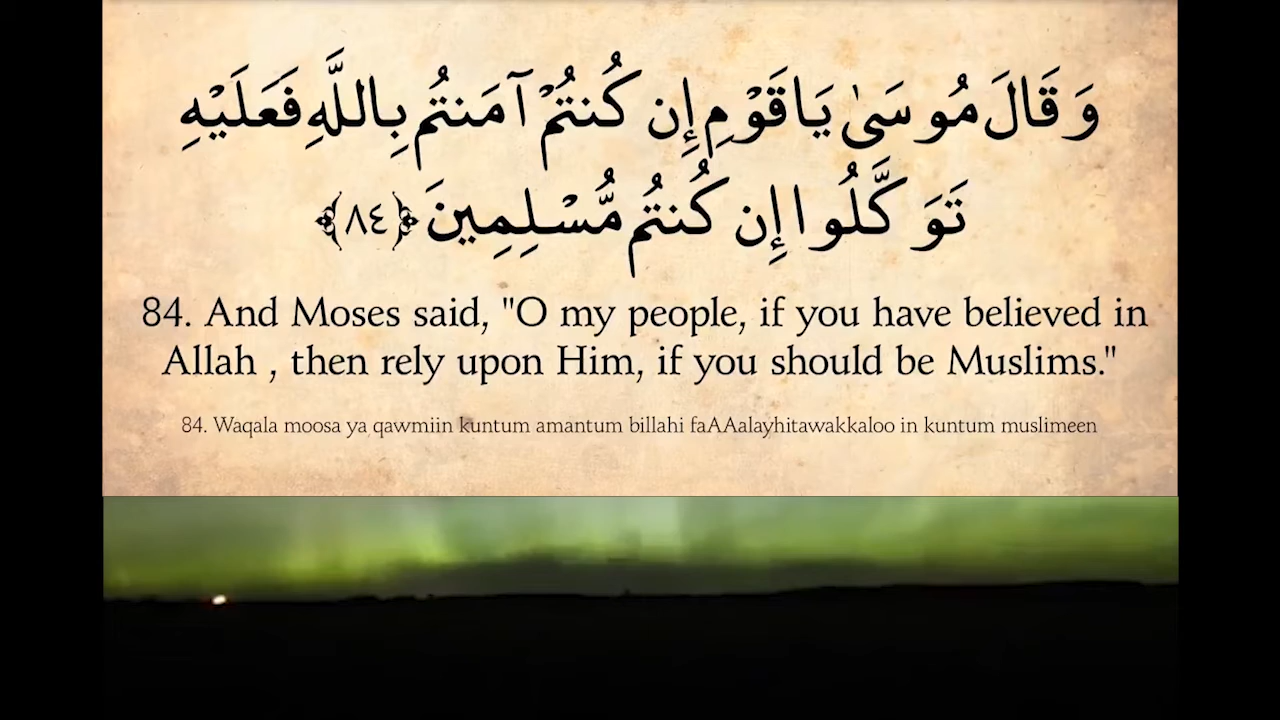 وَقَالَ مُوسَىٰ يَا قَوْمِ إِن كُنتُمْ آمَنتُم بِاللَّهِ فَعَلَيْهِ
تَوَكَّلُوا إِن كُنتُم مُّسْلِمِينَ ﴿٨٤﴾
84. And Moses said, "O my people, if you have believed in
Allah , then rely upon Him, if you should be Muslims."
84. Waqala moosa ya qawmiin kuntum amantum billahi faAAalayhitawakkaloo in kuntum muslimeen